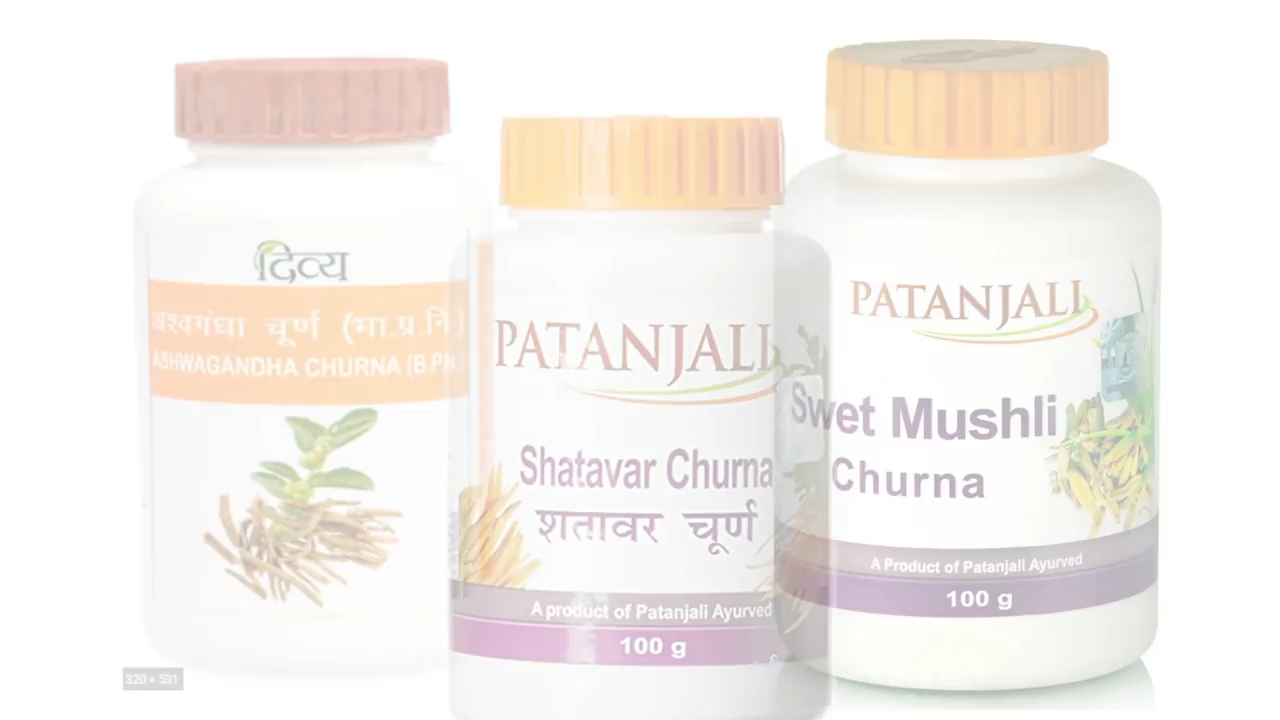 दिव्य
अश्वगंधा चूर्ण (भा.प्र.नि.)
ASHWAGANDHA CHURNA (B.P.N.
PATANJALI
Shatavar Churna
शतावर चूर्ण
A product of Patanjali Ayurved
100 g
PATANJALI
Swet Mushli
Churna
A Product of Patanjali Ayurved
100 g
320 × 531